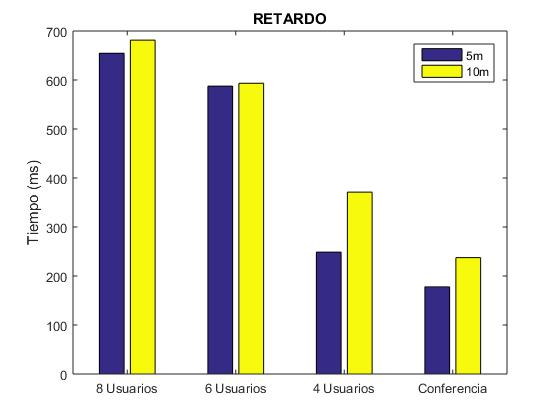 RETARDO
5m
10m
Tiempo (ms)
700
600
500
400
300
200
100
0
8 Usuarios
6 Usuarios
4 Usuarios
Conferencia